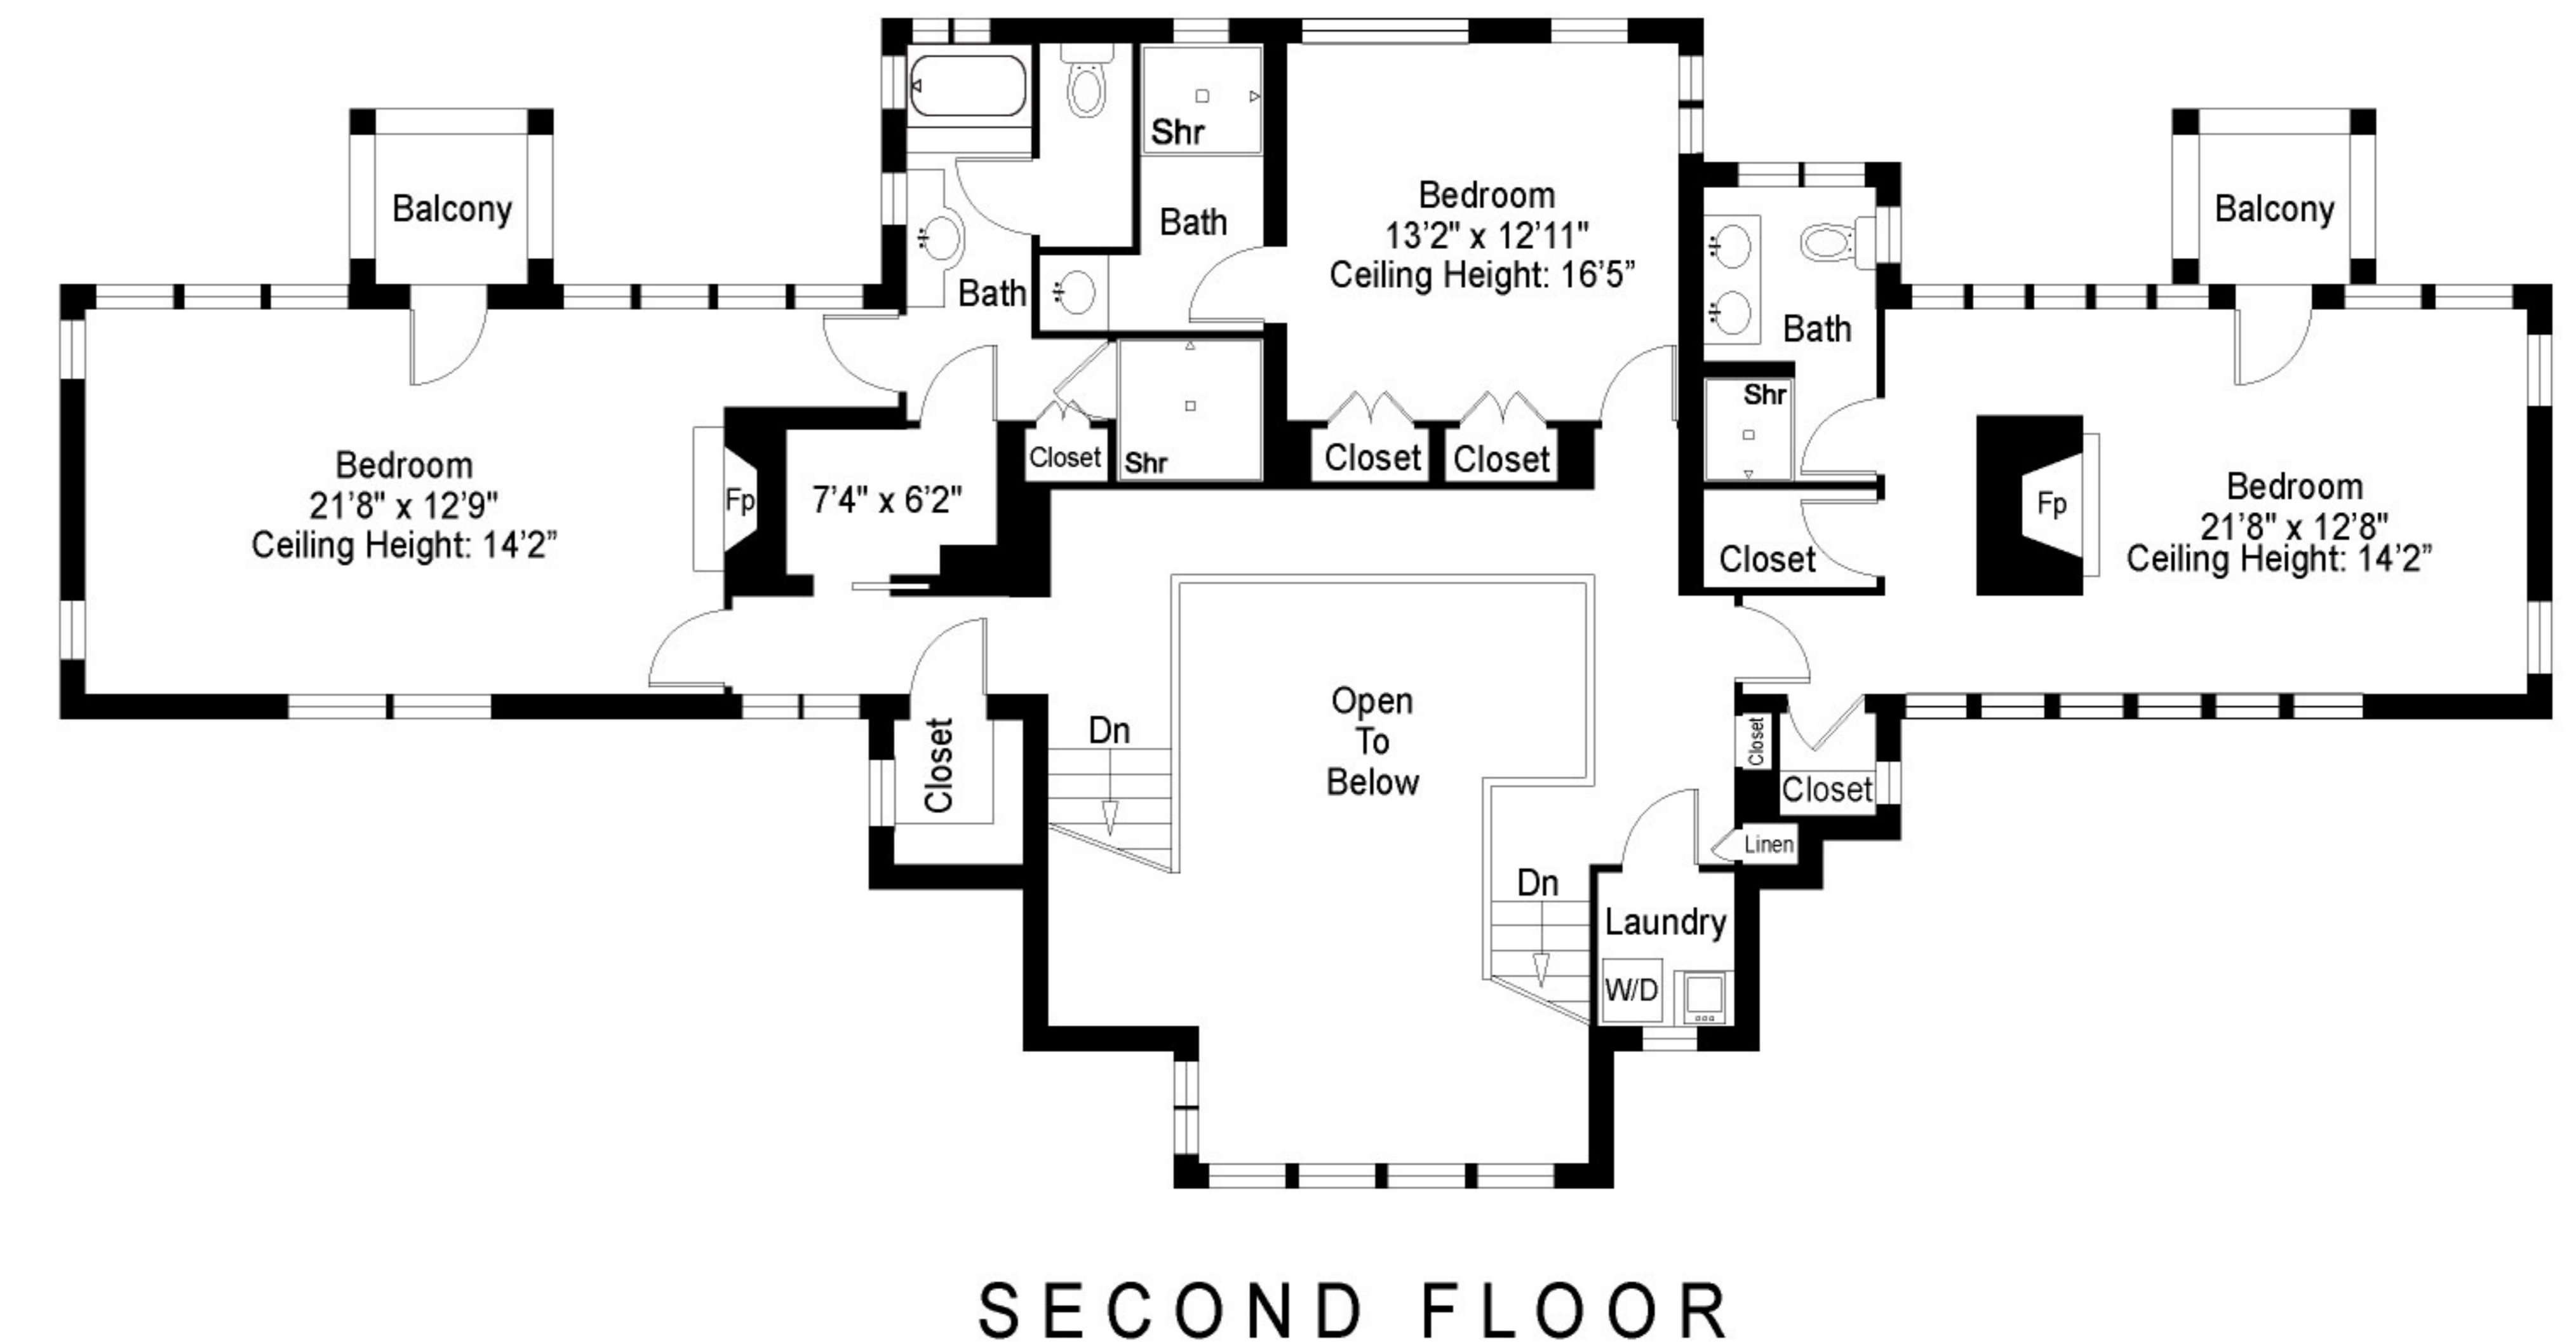 Balcony
Shr
Bath
Bedroom
13’2" x 12’11"
Ceiling Height: 16’5”
Balcony
Bath
Bath
Shr
Bedroom
21’8" x 12’9"
Ceiling Height: 14’2”
Fp
7’4" x 6’2"
Closet
Shr
Closet
Closet
Closet
Fp
Bedroom
21’8" x 12’8"
Ceiling Height: 14’2”
Closet
Dn
Open
To
Below
Closet
Closet
Linen
Dn
Laundry
W/D
SECOND FLOOR